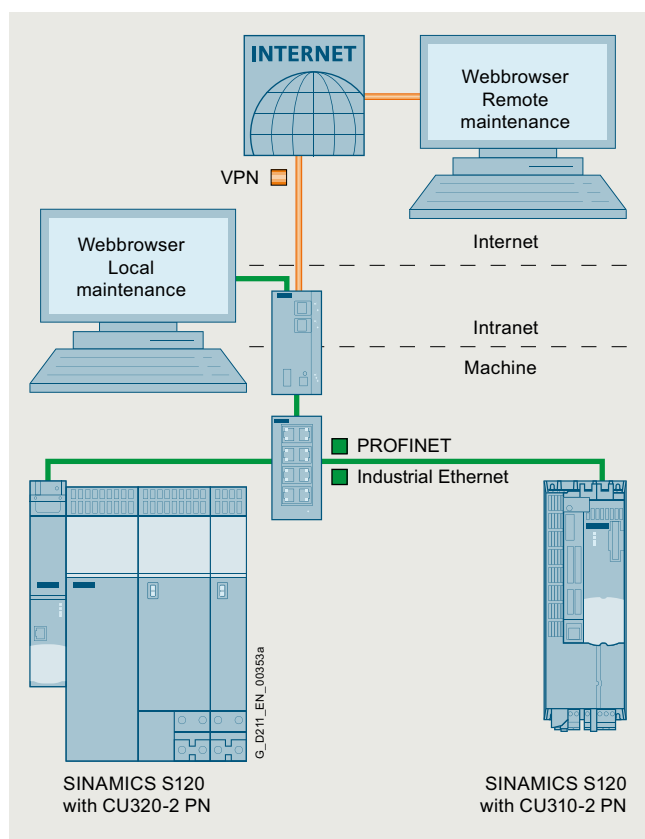 INTERNET
Webbrowser
Remote
maintenance
VPN
Internet
Webbrowser
Local
maintenance
Intranet
Machine
PROFINET
Industrial Ethernet
G_D211_EN_00353a
SINAMICS S120
with CU320-2 PN
SINAMICS S120
with CU310-2 PN